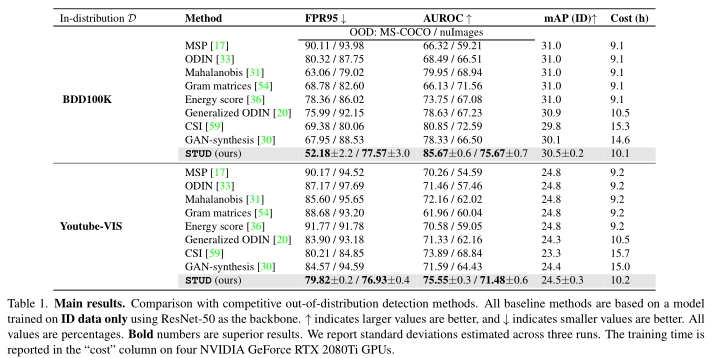 In-distribution 𝒟 Method FPR95 ↓ AUROC ↑ mAP (ID)↑ Cost (h)
OOD: MS-COCO / nuImages
MSP [17] 90.11 / 93.98 66.32 / 59.21 31.0 9.1
ODIN [33] 80.32 / 87.75 68.49 / 66.51 31.0 9.1
Mahalanobis [31] 63.06 / 79.02 79.95 / 68.94 31.0 9.1
Gram matrices [54] 68.78 / 82.60 66.13 / 71.56 31.0 9.1
BDD100K Energy score [36] 78.36 / 86.02 73.75 / 67.08 31.0 9.1
Generalized ODIN [20] 75.99 / 92.15 78.63 / 67.23 30.9 10.5
CSI [59] 69.38 / 80.06 80.85 / 72.59 29.8 15.3
GAN-synthesis [30] 67.95 / 88.53 78.33 / 66.50 30.1 14.6
STUD (ours) 52.18±2.2 / 77.57±3.0 85.67±0.6 / 75.67±0.7 30.5±0.2 10.1
MSP [17] 90.17 / 94.52 70.26 / 54.59 24.8 9.2
ODIN [33] 87.17 / 97.69 71.46 / 57.46 24.8 9.2
Mahalanobis [31] 85.60 / 95.65 72.16 / 62.02 24.8 9.2
Gram matrices [54] 88.68 / 93.20 61.96 / 60.04 24.8 9.2
Youtube-VIS Energy score [36] 91.77 / 91.78 70.58 / 59.05 24.8 9.2
Generalized ODIN [20] 83.90 / 93.18 71.33 / 62.16 24.3 10.5
CSI [59] 80.21 / 84.85 73.89 / 68.84 23.3 15.7
GAN-synthesis [30] 84.57 / 94.59 71.59 / 64.43 24.4 15.0
STUD (ours) 79.82±0.2 / 76.93±0.4 75.55±0.3 / 71.48±0.6 24.5±0.3 10.2
Table 1. Main results. Comparison with competitive out-of-distribution detection methods. All baseline methods are based on a model
trained on ID data only using ResNet-50 as the backbone. ↑ indicates larger values are better, and ↓ indicates smaller values are better. All
values are percentages. Bold numbers are superior results. We report standard deviations estimated across three runs. The training time is
reported in the “cost” column on four NVIDIA GeForce RTX 2080Ti GPUs.